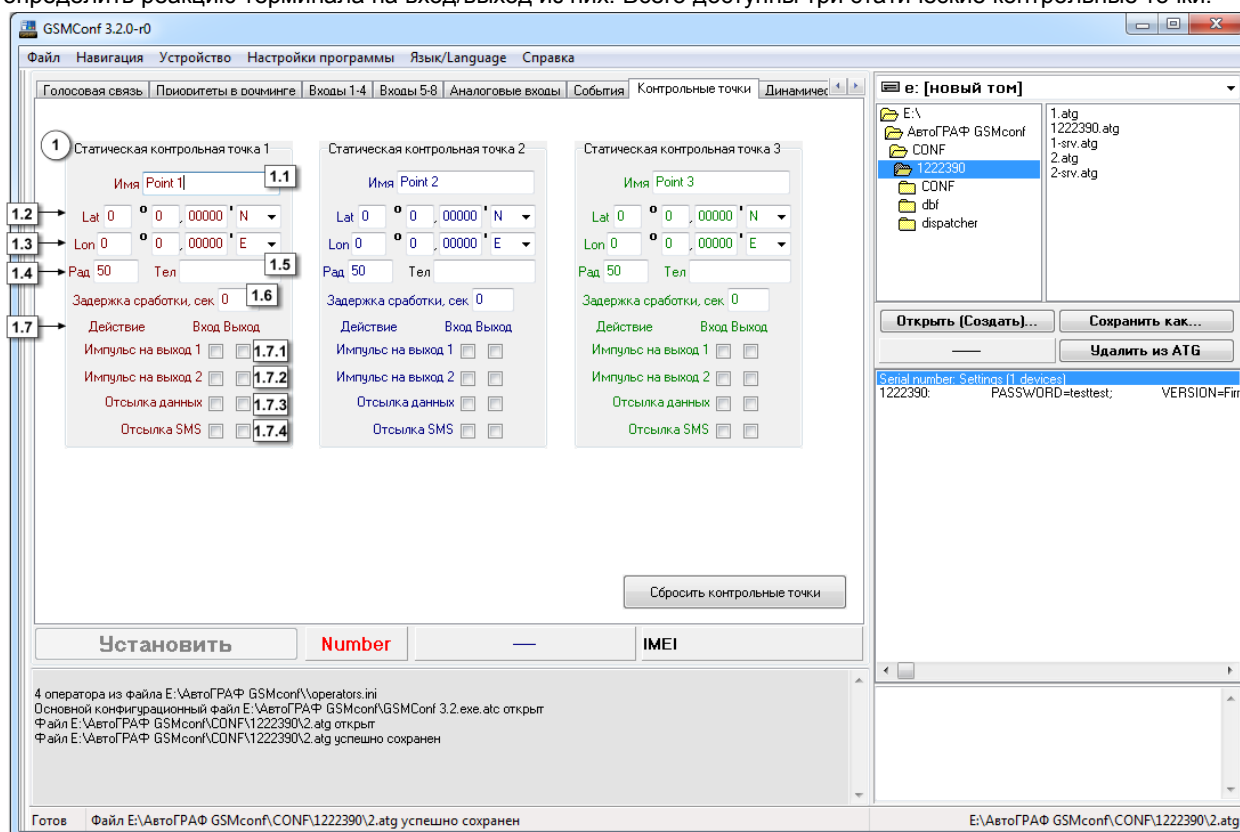 определить реакцию терминала на вход/выход из них. Всего доступны три статические контрольные точки.
GSMConf 3.2.0-r0
Файл Навигация Устройство Настройки программы Язык/Language Справка
Голосовая связь Приоритеты в роуминге Входы 1-4 Входы 5-8 Аналоговые входы События Контрольные точки Динамичес
1 Статическая контрольная точка 1
Имя Point 1 1.1
1.2 Lat 0 ° 0 , 00000 ' N
1.3 Lon 0 ° 0 , 00000 ' E
1.4 Рад 50 Тел 1.5
Задержка сработки, сек 0 1.6
1.7 Действие Вход Выход
Импульс на выход 1 1.7.1
Импульс на выход 2 1.7.2
Отсылка данных 1.7.3
Отсылка SMS 1.7.4
Статическая контрольная точка 2
Имя Point 2
Lat 0 ° 0 , 00000 ' N
Lon 0 ° 0 , 00000 ' E
Рад 50 Тел
Задержка сработки, сек 0
Действие Вход Выход
Импульс на выход 1
Импульс на выход 2
Отсылка данных
Отсылка SMS
Статическая контрольная точка 3
Имя Point 3
Lat 0 ° 0 , 00000 ' N
Lon 0 ° 0 , 00000 ' E
Рад 50 Тел
Задержка сработки, сек 0
Действие Вход Выход
Импульс на выход 1
Импульс на выход 2
Отсылка данных
Отсылка SMS
Сбросить контрольные точки
Установить Number — IMEI
4 оператора из файла E:\АвтоГРАФ GSMconf\\operators.ini
Основной конфигурационный файл E:\АвтоГРАФ GSMconf\GSMConf 3.2.exe.atc открыт
Файл E:\АвтоГРАФ GSMconf\CONF\1222390\2.atg открыт
Файл E:\АвтоГРАФ GSMconf\CONF\1222390\2.atg успешно сохранен
e: [новый том]
E:\
АвтоГРАФ GSMconf
CONF
1222390
CONF
dbf
dispatcher
1.atg
1222390.atg
1-srv.atg
2.atg
2-srv.atg
Открыть (Создать)... Сохранить как...
— Удалить из ATG
Serial number: Settings (1 devices)
1222390: PASSWORD=testtest; VERSION=Fir
Готов Файл E:\АвтоГРАФ GSMconf\CONF\1222390\2.atg успешно сохранен E:\АвтоГРАФ GSMconf\CONF\1222390\2.atg